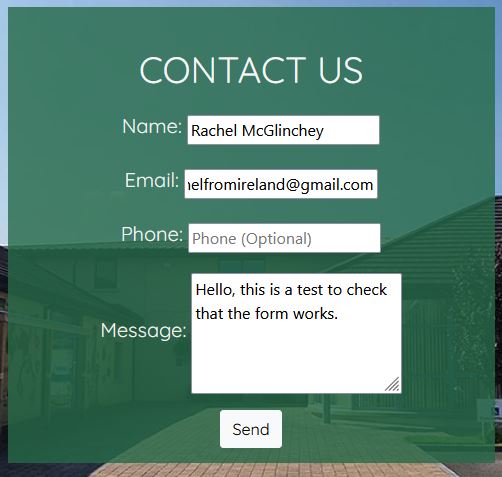 CONTACT US
Name: Rachel McGlinchey
Email: elfromireland@gmail.com
Phone: Phone (Optional)
Message: Hello, this is a test to check
that the form works.
Send